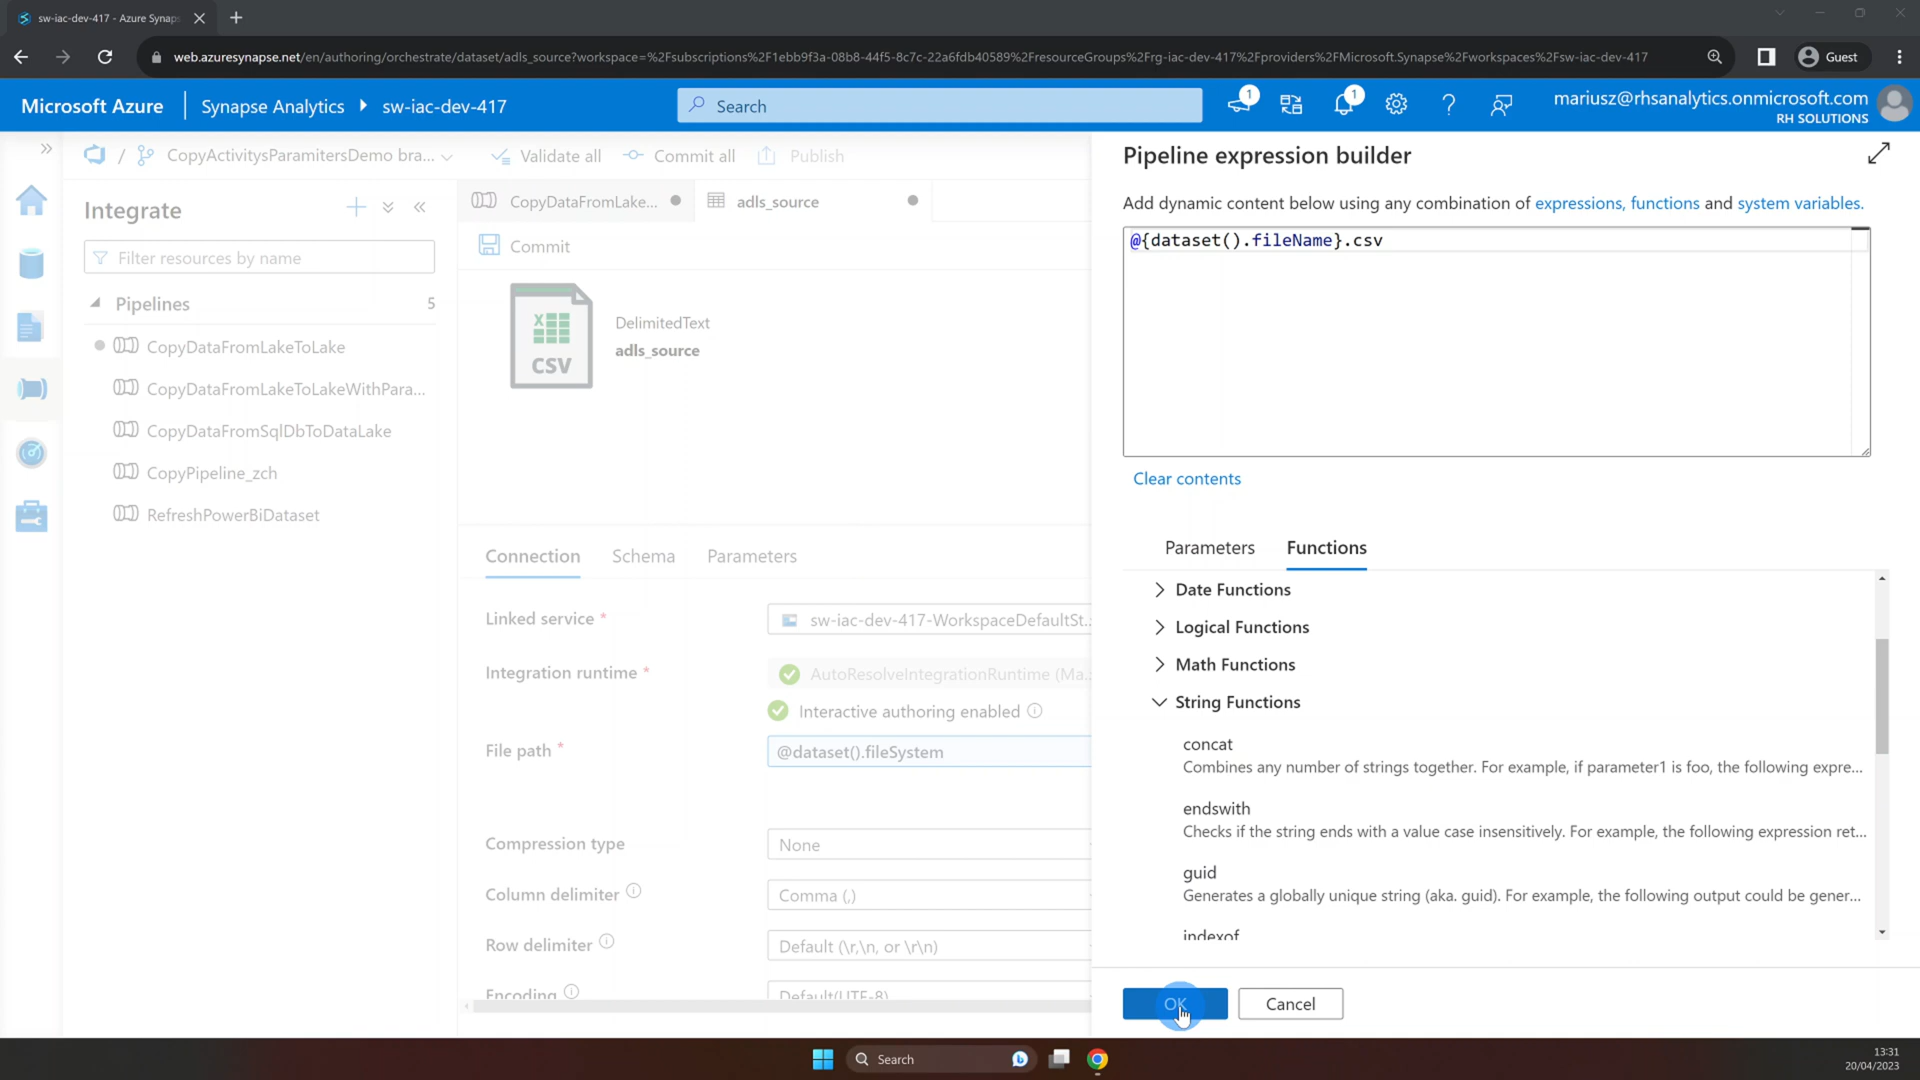 sw-iac-dev-417 - Azure Synaps
web.azuresynapse.net/en/authoring/orchestrate/dataset/adls_source?workspace=%2Fsubscriptions%2F1ebb9f3a-08b8-44f5-8c7c-22a6fdb40589%2FresourceGroups%2Frg-iac-dev-417%2Fproviders%2FMicrosoft.Synapse%2Fworkspaces%2Fsw-iac-dev-417
Guest
Microsoft Azure
Synapse Analytics
sw-iac-dev-417
Search
1
1
mariusz@rhsanalytics.onmicrosoft.com
RH SOLUTIONS
/ CopyActivitysParamitersDemo bra...
Validate all
Commit all
Publish
Integrate
Filter resources by name
Pipelines 5
CopyDataFromLakeToLake
CopyDataFromLakeToLakeWithPara...
CopyDataFromSqlDbToDataLake
CopyPipeline_zch
RefreshPowerBiDataset
CopyDataFromLake...
adls_source
Commit
CSV
DelimitedText
adls_source
Connection
Schema
Parameters
Linked service *
sw-iac-dev-417-WorkspaceDefaultSt...
Integration runtime *
AutoResolveIntegrationRuntime (Ma...
Interactive authoring enabled
File path *
@dataset().fileSystem
Compression type
None
Column delimiter
Comma (,)
Row delimiter
Default (\r,\n, or \r\n)
Encoding
Default(UTF-8)
Pipeline expression builder
Add dynamic content below using any combination of expressions, functions and system variables.
@{dataset().fileName}.csv
Clear contents
Parameters
Functions
Date Functions
Logical Functions
Math Functions
String Functions
concat
Combines any number of strings together. For example, if parameter1 is foo, the following expre...
endswith
Checks if the string ends with a value case insensitively. For example, the following expression ret...
guid
Generates a globally unique string (aka. guid). For example, the following output could be gener...
indexof
OK
Cancel
Search
13:31
20/04/2023